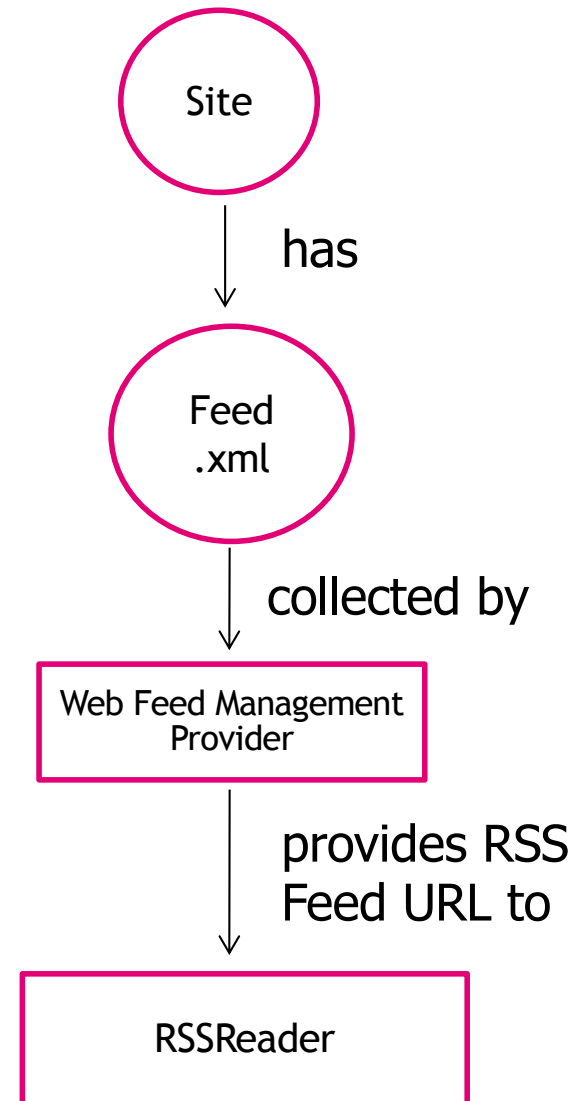 Site
has
Feed
.xml
collected by
Web Feed Management
Provider
provides RSS
Feed URL to
RSSReader